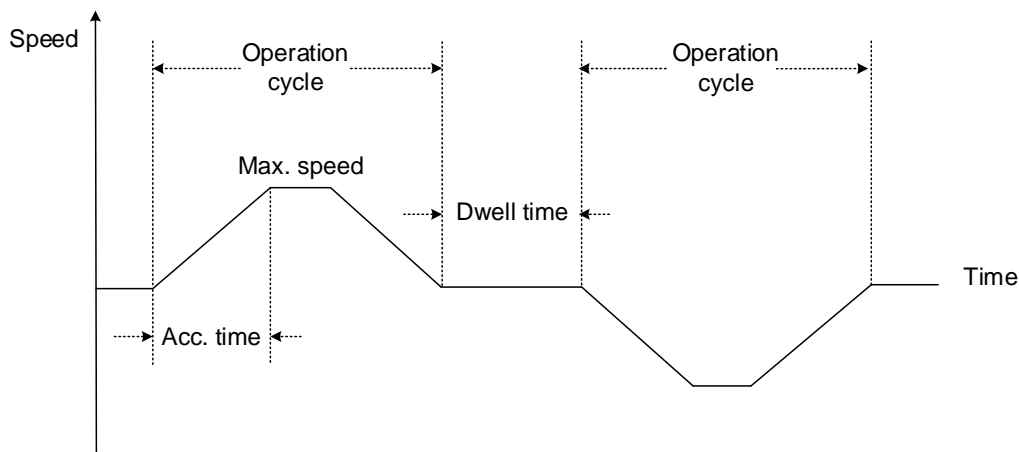 Speed
Operation
cycle
Operation
cycle
Max. speed
Dwell time
Time
Acc. time